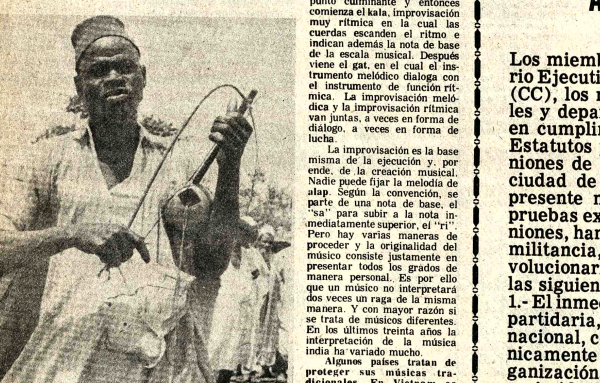 punto culminante y entonces
comienza el kala, improvisación
muy rítmica en la cual las
cuerdas escanden el ritmo e
indican además la nota de base
de la escala musical. Después
viene el gat, en el cual el ins-
trumento melódico dialoga con
el instrumento de función rít-
mica. La improvisación meló-
dica y la improvisación rítmica
van juntas, a veces en forma de
diálogo, a veces en forma de
lucha.
La improvisación es la base
misma de la ejecución y, por
ende, de la creación musical.
Nadie puede fijar la melodía de
alap. Según la convención, se
parte de una nota de base, el
"sa" para subir a la nota in-
mediatamente superior, el "ri".
Pero hay varias maneras de
proceder y la originalidad del
músico consiste justamente en
presentar todos los grados de
manera personal. Es por ello
que un músico no interpretará
dos veces un raga de la misma
manera. Y con mayor razón si
se trata de músicos diferentes.
En los últimos treinta años la
interpretación de la música
india ha variado mucho.
Algunos países tratan de
proteger sus músicas tra-
dicionales. En Vietnam se
Los miemb
rio Ejecuti
(CC), los m
les y depar
en cumplim
Estatutos
niones de
ciudad de
presente m
pruebas ex
niones, han
militancia,
volucionar
las siguien
1.- El inme
partidaria,
nacional, c
nicamente
ganización